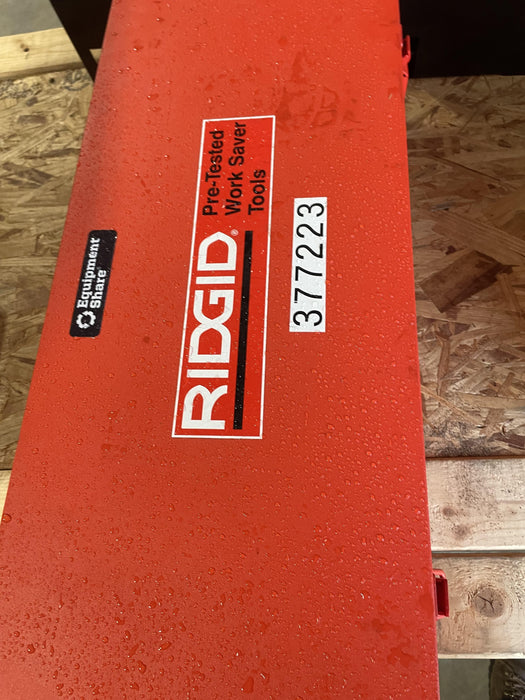 Equipment
Share
RIDGID®
Pre-Tested
Work Saver
Tools
377223